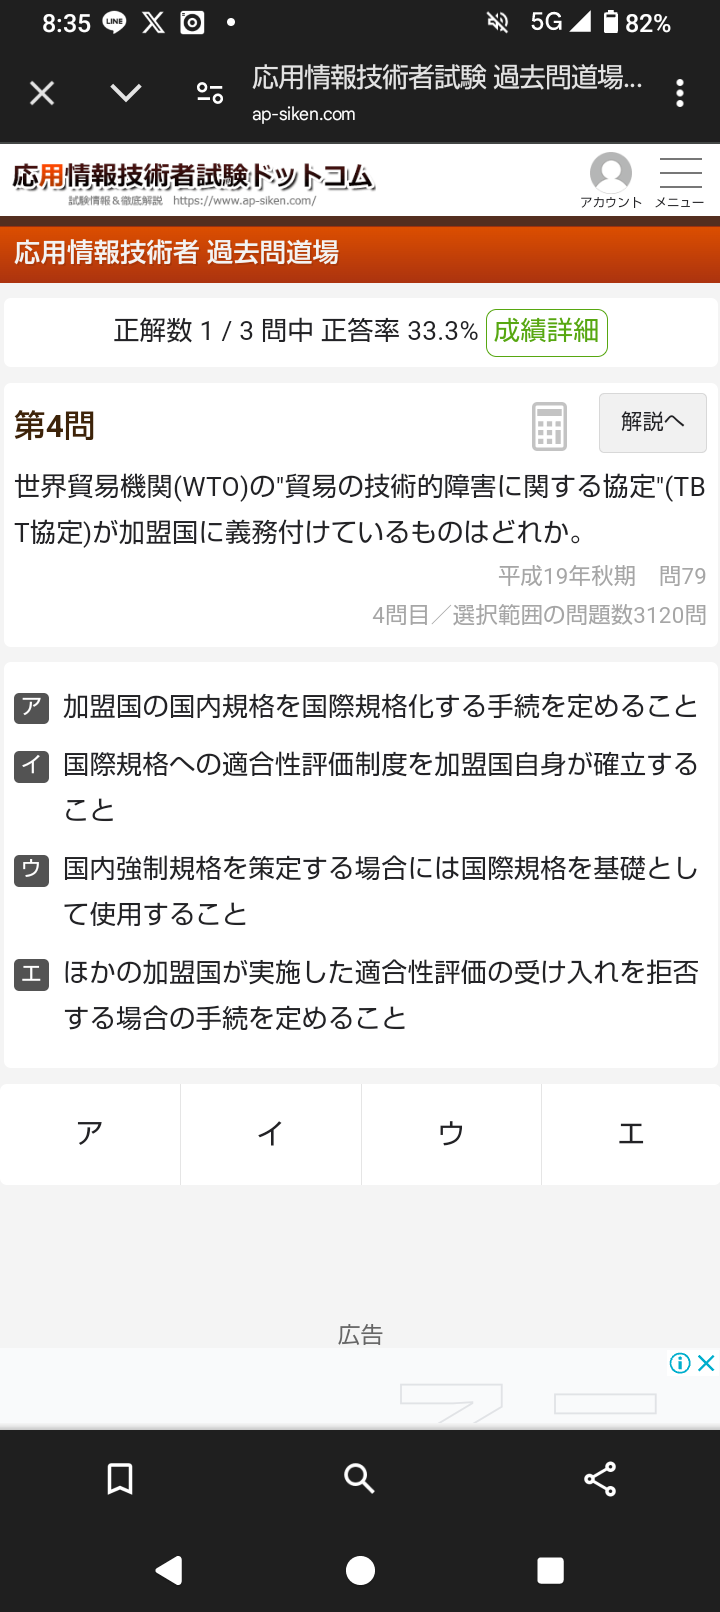 8:35 LINE 5G 82%
応用情報技術者試験 過去問道場...
ap-siken.com
応用情報技術者試験ドットコム
試験情報＆徹底解説 https://www.ap-siken.com/
アカウント メニュー
応用情報技術者 過去問道場
正解数 1 / 3 問中 正答率 33.3% 成績詳細
第4問 解説へ
世界貿易機関(WTO)の"貿易の技術的障害に関する協定"(TB
T協定)が加盟国に義務付けているものはどれか。
平成19年秋期 問79
4問目／選択範囲の問題数3120問
ア 加盟国の国内規格を国際規格化する手続を定めること
イ 国際規格への適合性評価制度を加盟国自身が確立する
こと
ウ 国内強制規格を策定する場合には国際規格を基礎とし
て使用すること
エ ほかの加盟国が実施した適合性評価の受け入れを拒否
する場合の手続を定めること
ア イ ウ エ
広告